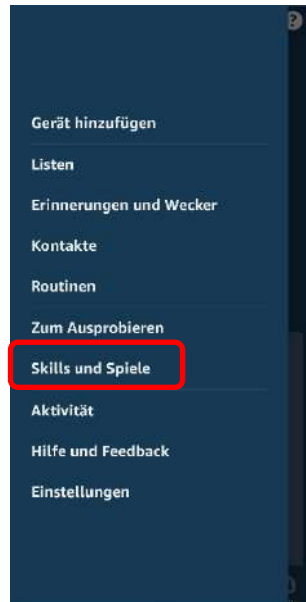 Gerät hinzufügen
Listen
Erinnerungen und Wecker
Kontakte
Routinen
Zum Ausprobieren
Skills und Spiele
Aktivität
Hilfe und Feedback
Einstellungen